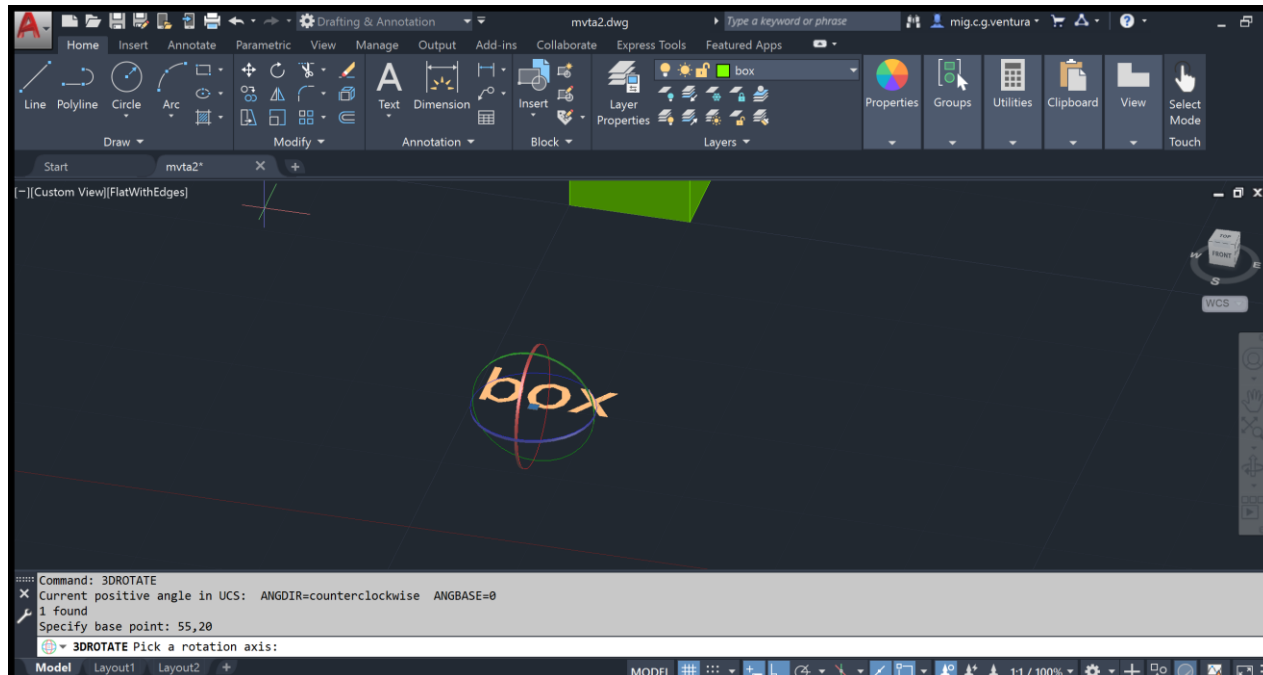 A Drafting & Annotation mvta2.dwg Type a keyword or phrase mig.c.g.ventura ?
Home Insert Annotate Parametric View Manage Output Add-ins Collaborate Express Tools Featured Apps
box
Line Polyline Circle Arc A Text Dimension Insert Layer Properties Properties Groups Utilities Clipboard View Select Mode
Draw Modify Annotation Block Layers Touch
Start mvta2* +
[−][Custom View][FlatWithEdges]
TOP
FRONT
W E
S
WCS
box
Command: 3DROTATE
Current positive angle in UCS: ANGDIR=counterclockwise ANGBASE=0
1 found
Specify base point: 55,20
3DROTATE Pick a rotation axis:
Model Layout1 Layout2 + MODEL 1:1 / 100%